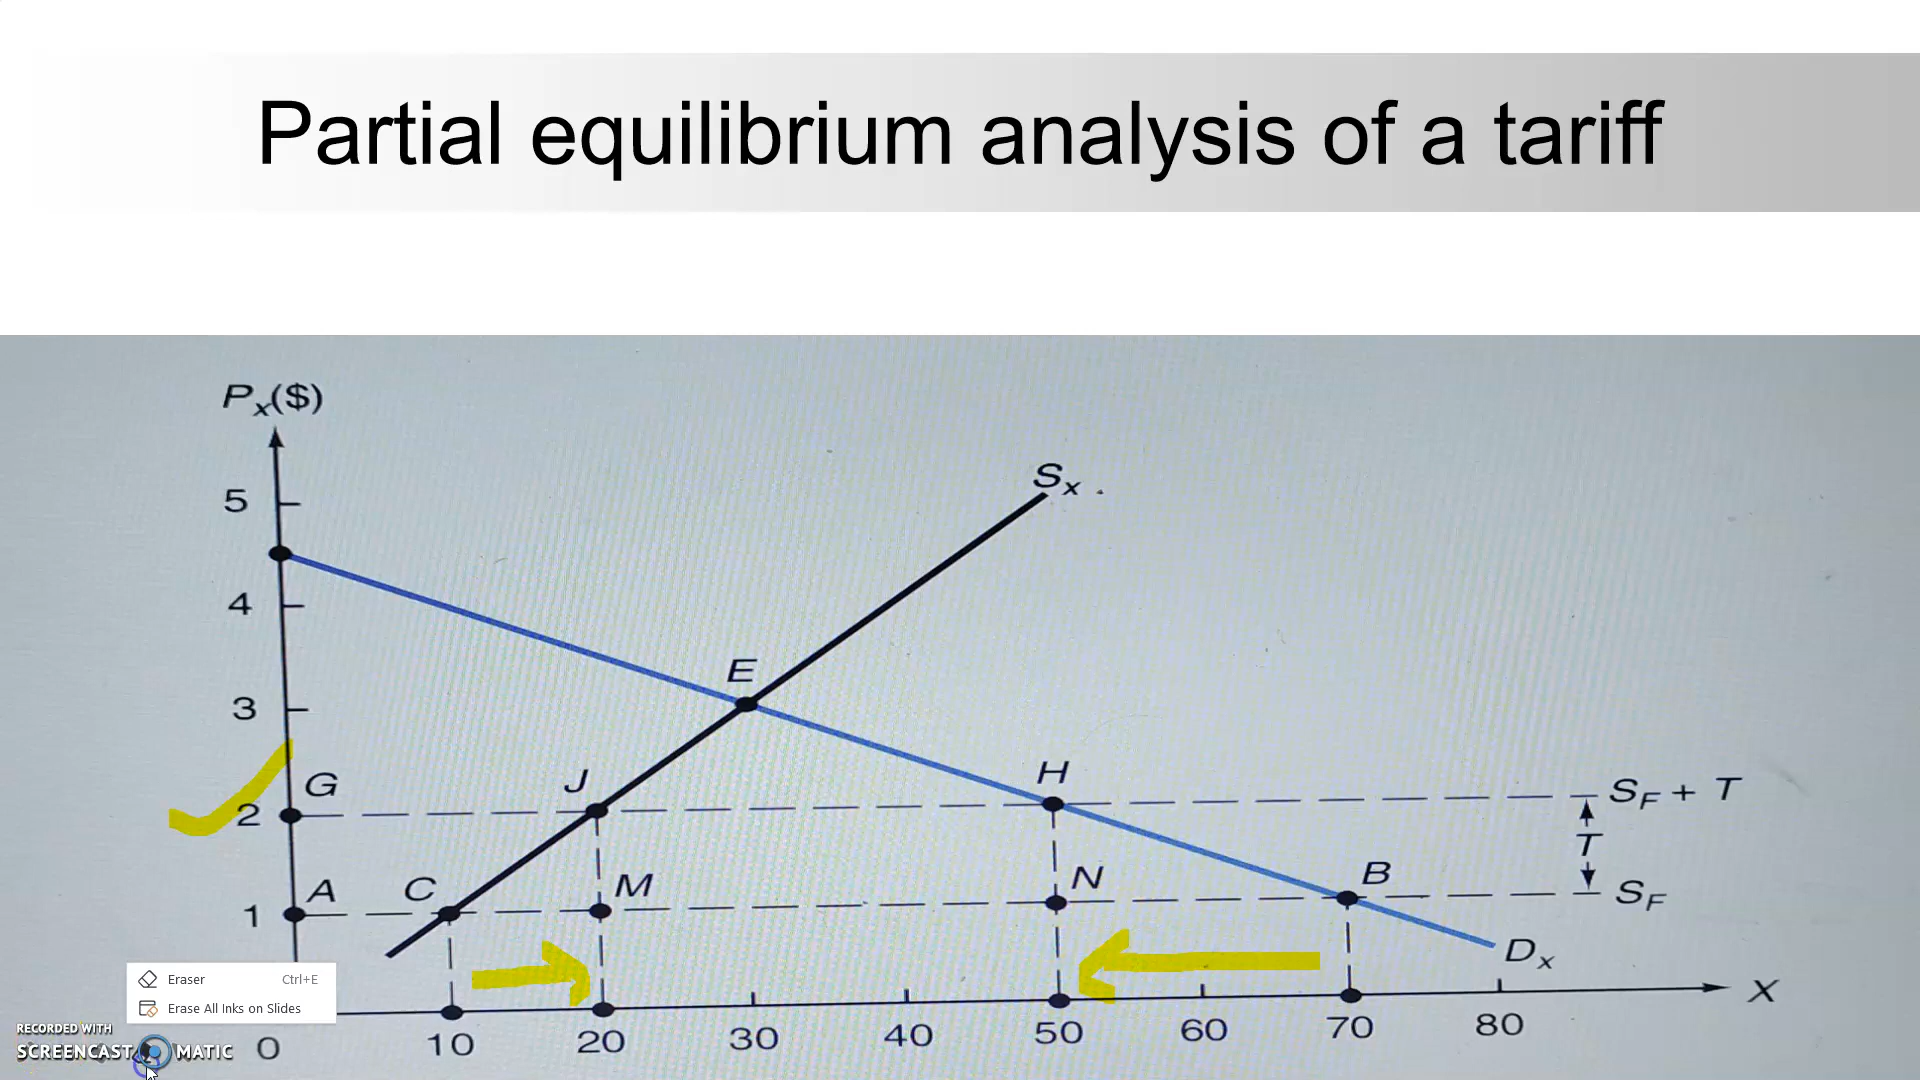 Partial equilibrium analysis of a tariff
Px($)
5
Sx
4
E
3
G
J
H
SF + T
2
T
A
C
M
N
B
SF
1
Dx
Eraser Ctrl+E
Erase All Inks on Slides
X
RECORDED WITH
SCREENCAST MATIC
0 10 20 30 40 50 60 70 80